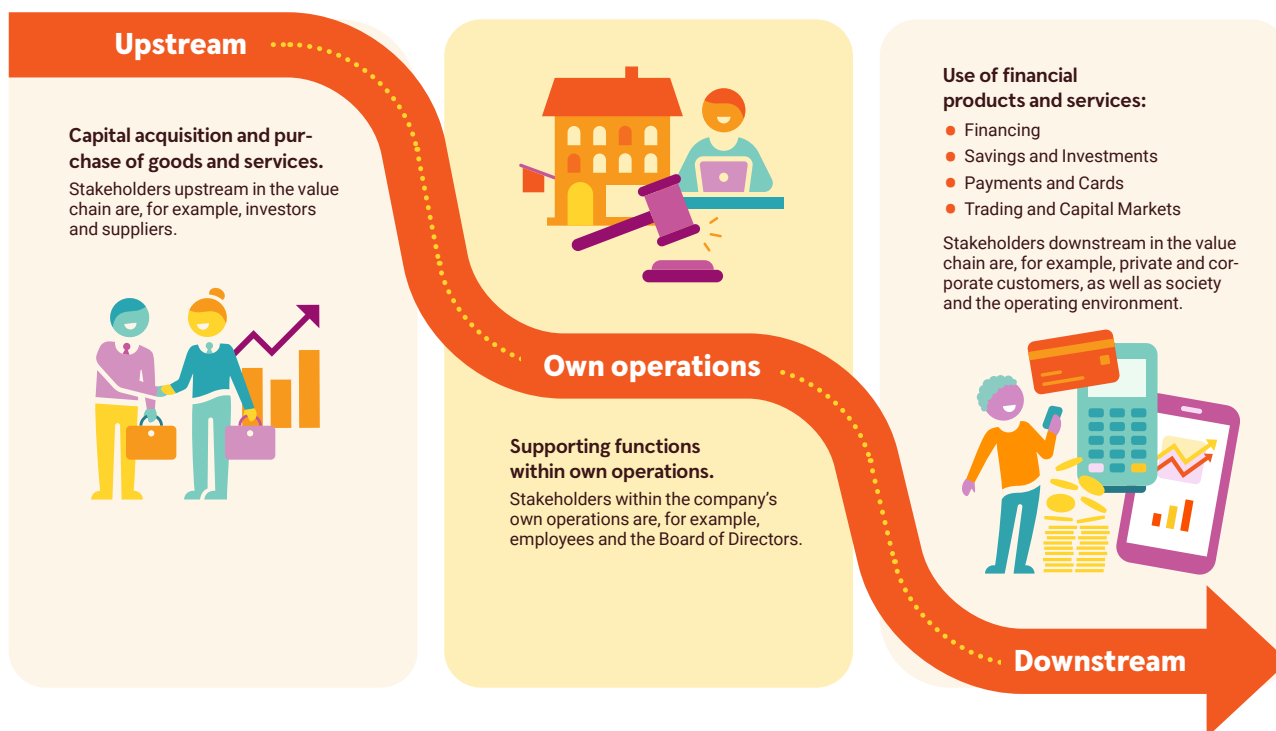 Upstream
Capital acquisition and pur-
chase of goods and services.
Stakeholders upstream in the value
chain are, for example, investors
and suppliers.
Own operations
Supporting functions
within own operations.
Stakeholders within the company’s
own operations are, for example,
employees and the Board of Directors.
Use of financial
products and services:
Financing
Savings and Investments
Payments and Cards
Trading and Capital Markets
Stakeholders downstream in the value
chain are, for example, private and cor-
porate customers, as well as society
and the operating environment.
Downstream